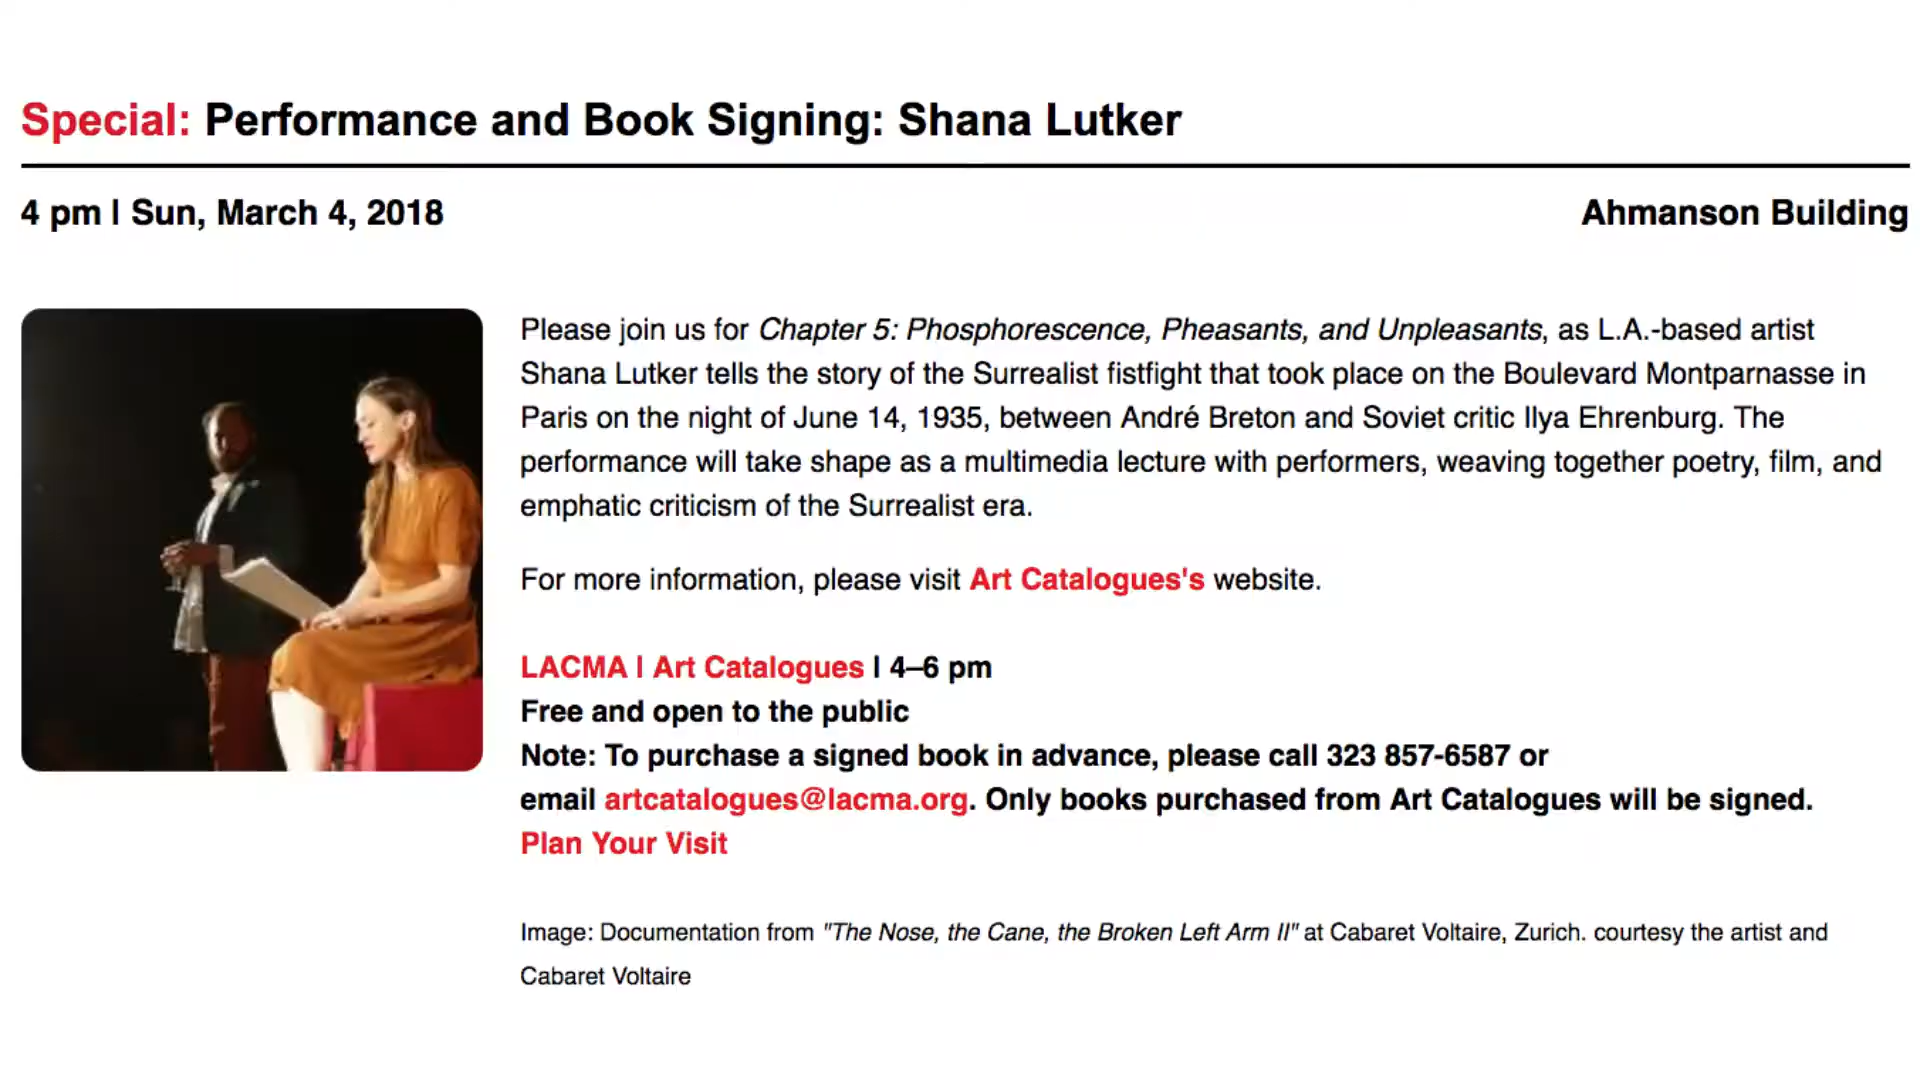 Special: Performance and Book Signing: Shana Lutker
4 pm | Sun, March 4, 2018
Ahmanson Building
Please join us for Chapter 5: Phosphorescence, Pheasants, and Unpleasants, as L.A.-based artist
Shana Lutker tells the story of the Surrealist fistfight that took place on the Boulevard Montparnasse in
Paris on the night of June 14, 1935, between André Breton and Soviet critic Ilya Ehrenburg. The
performance will take shape as a multimedia lecture with performers, weaving together poetry, film, and
emphatic criticism of the Surrealist era.
For more information, please visit Art Catalogues's website.
LACMA | Art Catalogues | 4–6 pm
Free and open to the public
Note: To purchase a signed book in advance, please call 323 857-6587 or
email artcatalogues@lacma.org. Only books purchased from Art Catalogues will be signed.
Plan Your Visit
Image: Documentation from "The Nose, the Cane, the Broken Left Arm II" at Cabaret Voltaire, Zurich. courtesy the artist and
Cabaret Voltaire